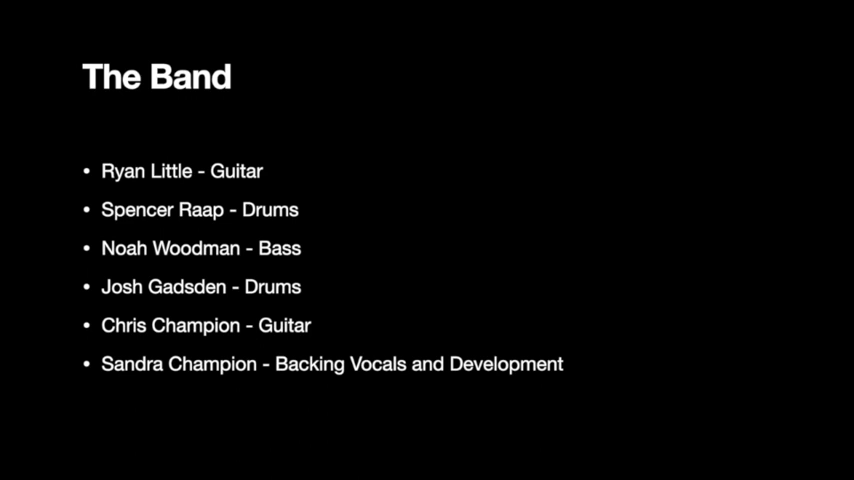 The Band
• Ryan Little - Guitar
• Spencer Raap - Drums
• Noah Woodman - Bass
• Josh Gadsden - Drums
• Chris Champion - Guitar
• Sandra Champion - Backing Vocals and Development